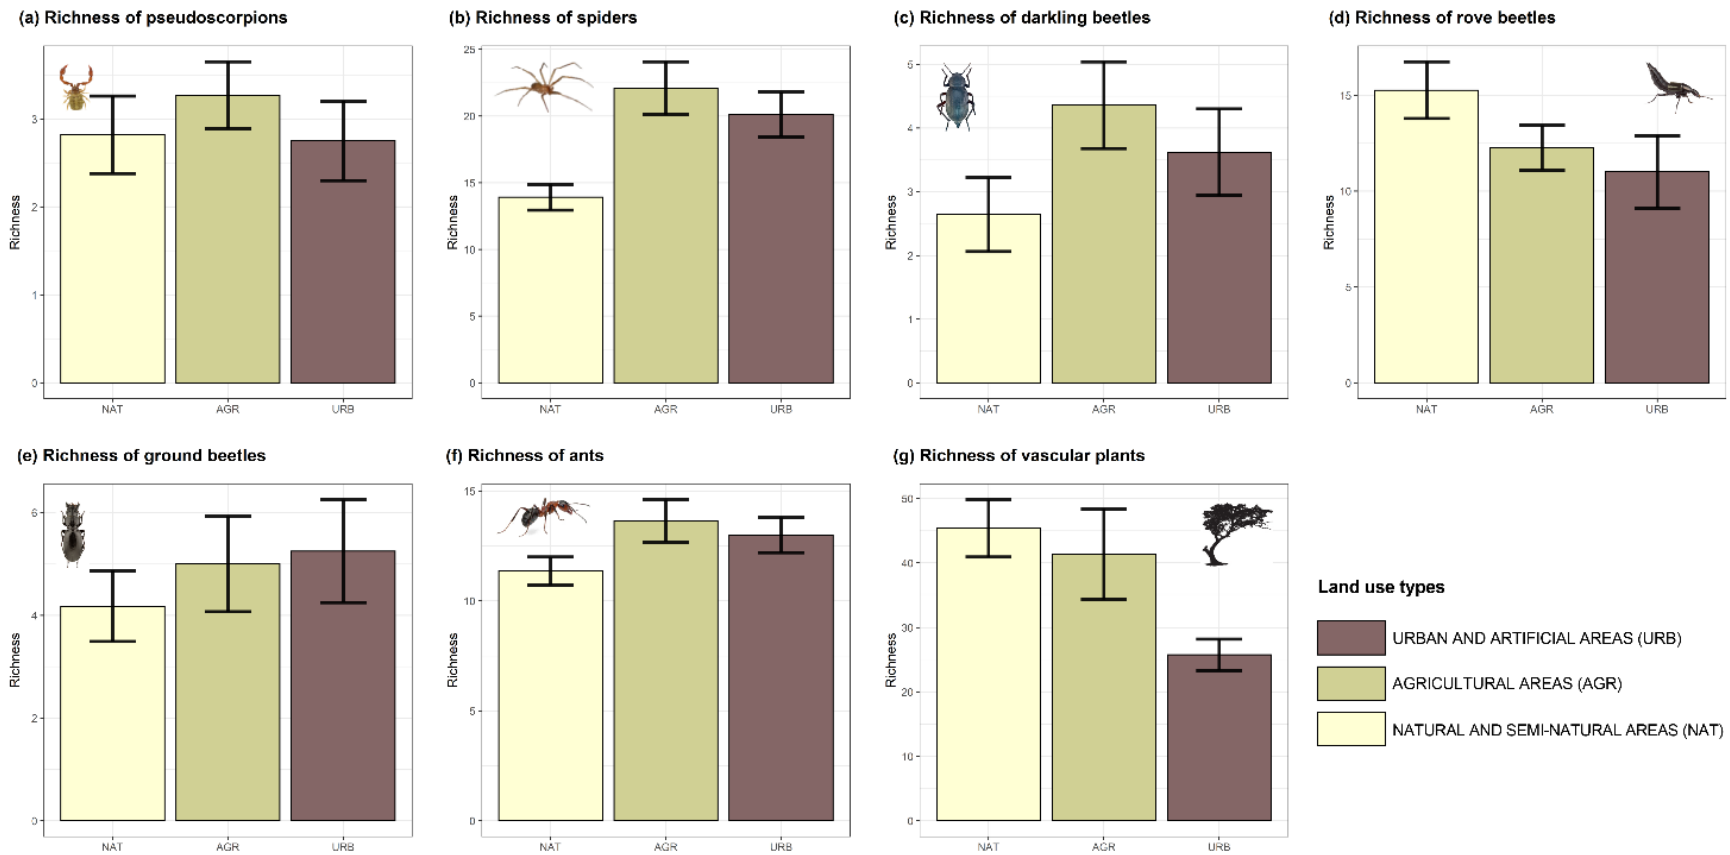 (a) Richness of pseudoscorpions
(b) Richness of spiders
(c) Richness of darkling beetles
(d) Richness of rove beetles
Richness
3
2
1
0
NAT AGR URB
Richness
25
20
15
10
5
0
NAT AGR URB
Richness
5
4
3
2
1
0
NAT AGR URB
Richness
15
10
5
0
NAT AGR URB
(e) Richness of ground beetles
(f) Richness of ants
(g) Richness of vascular plants
Richness
6
4
2
0
NAT AGR URB
Richness
15
10
5
0
NAT AGR URB
Richness
50
40
30
20
10
0
NAT AGR URB
Land use types
URBAN AND ARTIFICIAL AREAS (URB)
AGRICULTURAL AREAS (AGR)
NATURAL AND SEMI-NATURAL AREAS (NAT)